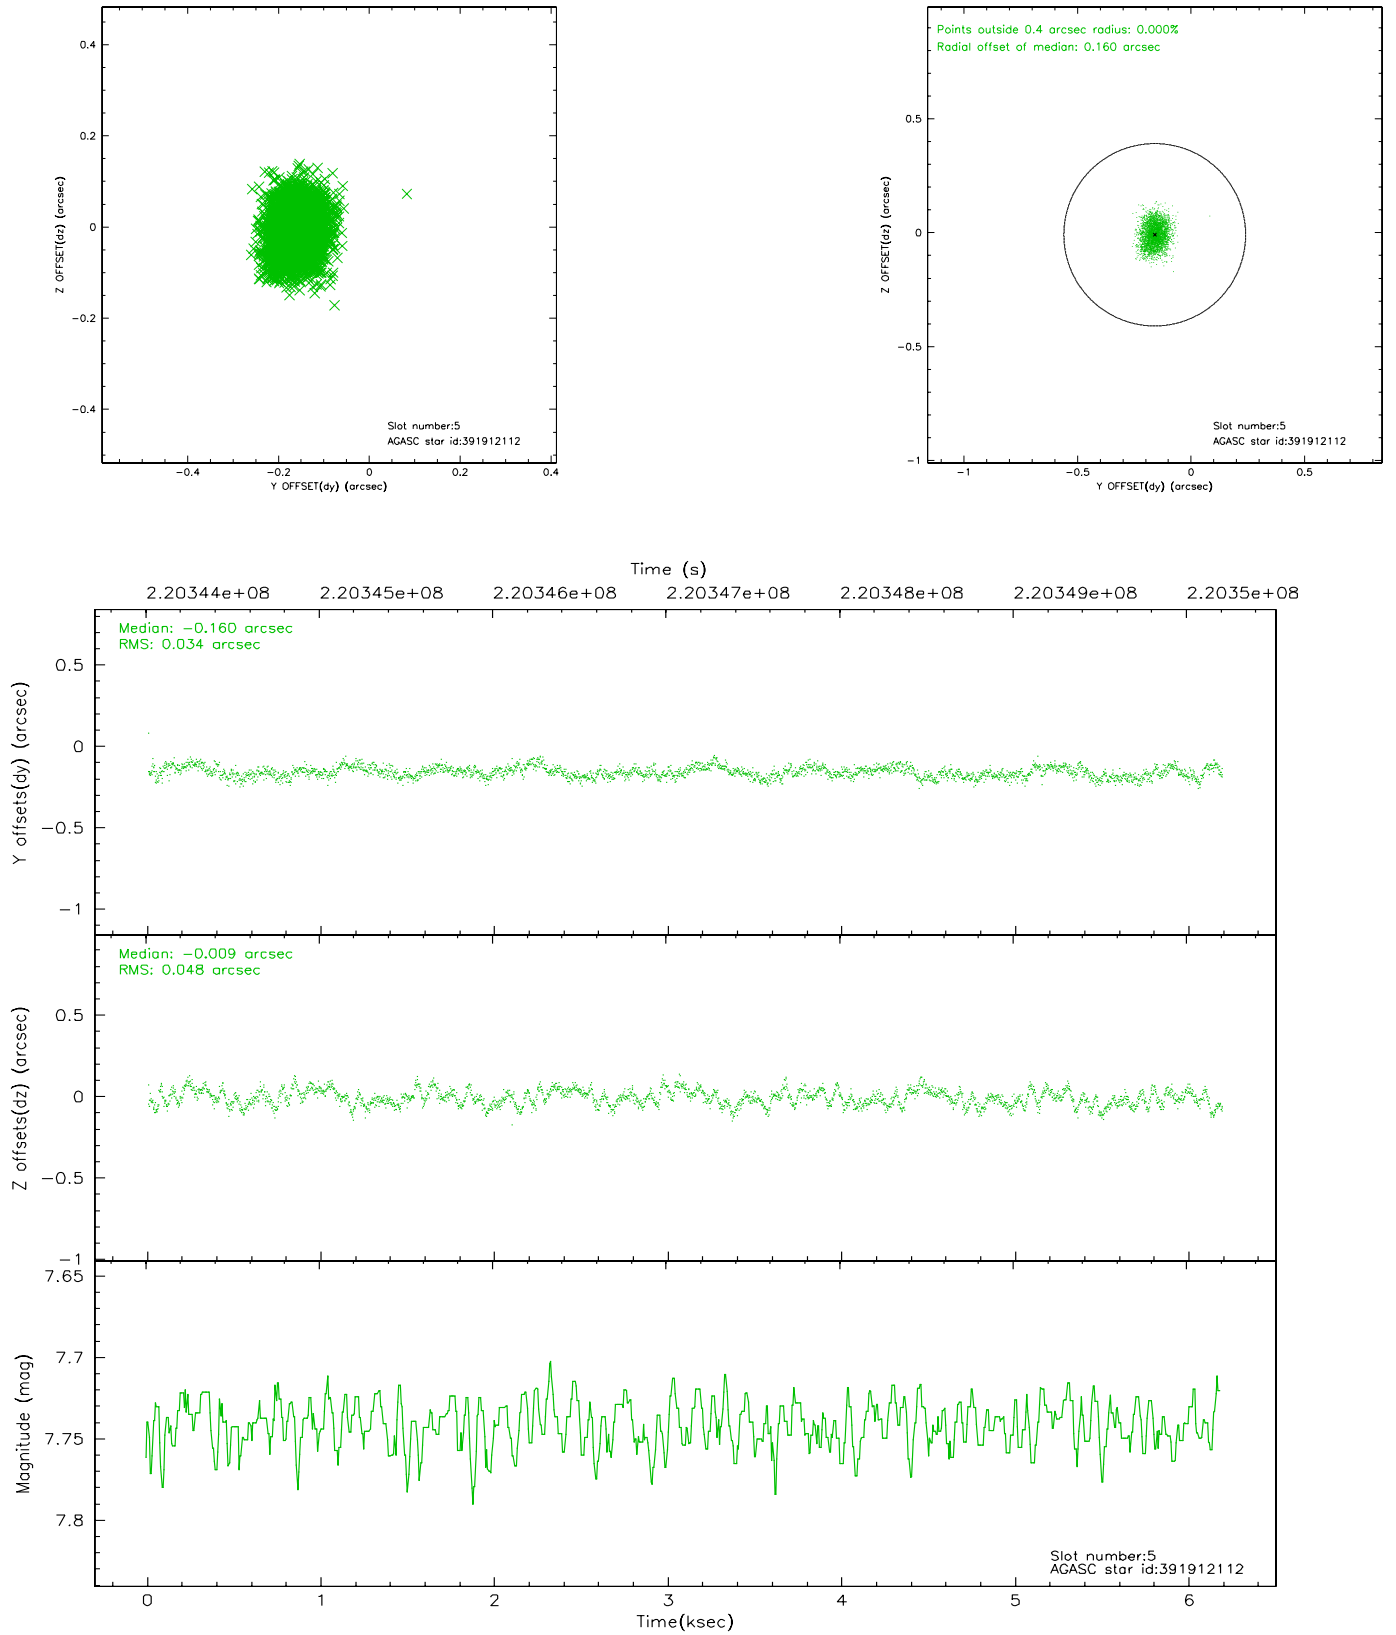 0.4
0.2
0
−0.2
−0.4
Z OFFSET(dz) (arcsec)
Slot number:5
AGASC star id:391912112
−0.4 −0.2 0 0.2 0.4
Y OFFSET(dy) (arcsec)
Points outside 0.4 arcsec radius: 0.000%
Radial offset of median: 0.160 arcsec
0.5
0
−0.5
−1
Z OFFSET(dz) (arcsec)
Slot number:5
AGASC star id:391912112
−1 −0.5 0 0.5
Y OFFSET(dy) (arcsec)
Time (s)
2.20344e+08 2.20345e+08 2.20346e+08 2.20347e+08 2.20348e+08 2.20349e+08 2.2035e+08
Median: −0.160 arcsec
RMS: 0.034 arcsec
0.5
0
−0.5
−1
Y offsets(dy) (arcsec)
Median: −0.009 arcsec
RMS: 0.048 arcsec
0.5
0
−0.5
−1
Z offsets(dz) (arcsec)
7.65
7.7
7.75
7.8
Magnitude (mag)
Slot number:5
AGASC star id:391912112
0 1 2 3 4 5 6
Time(ksec)